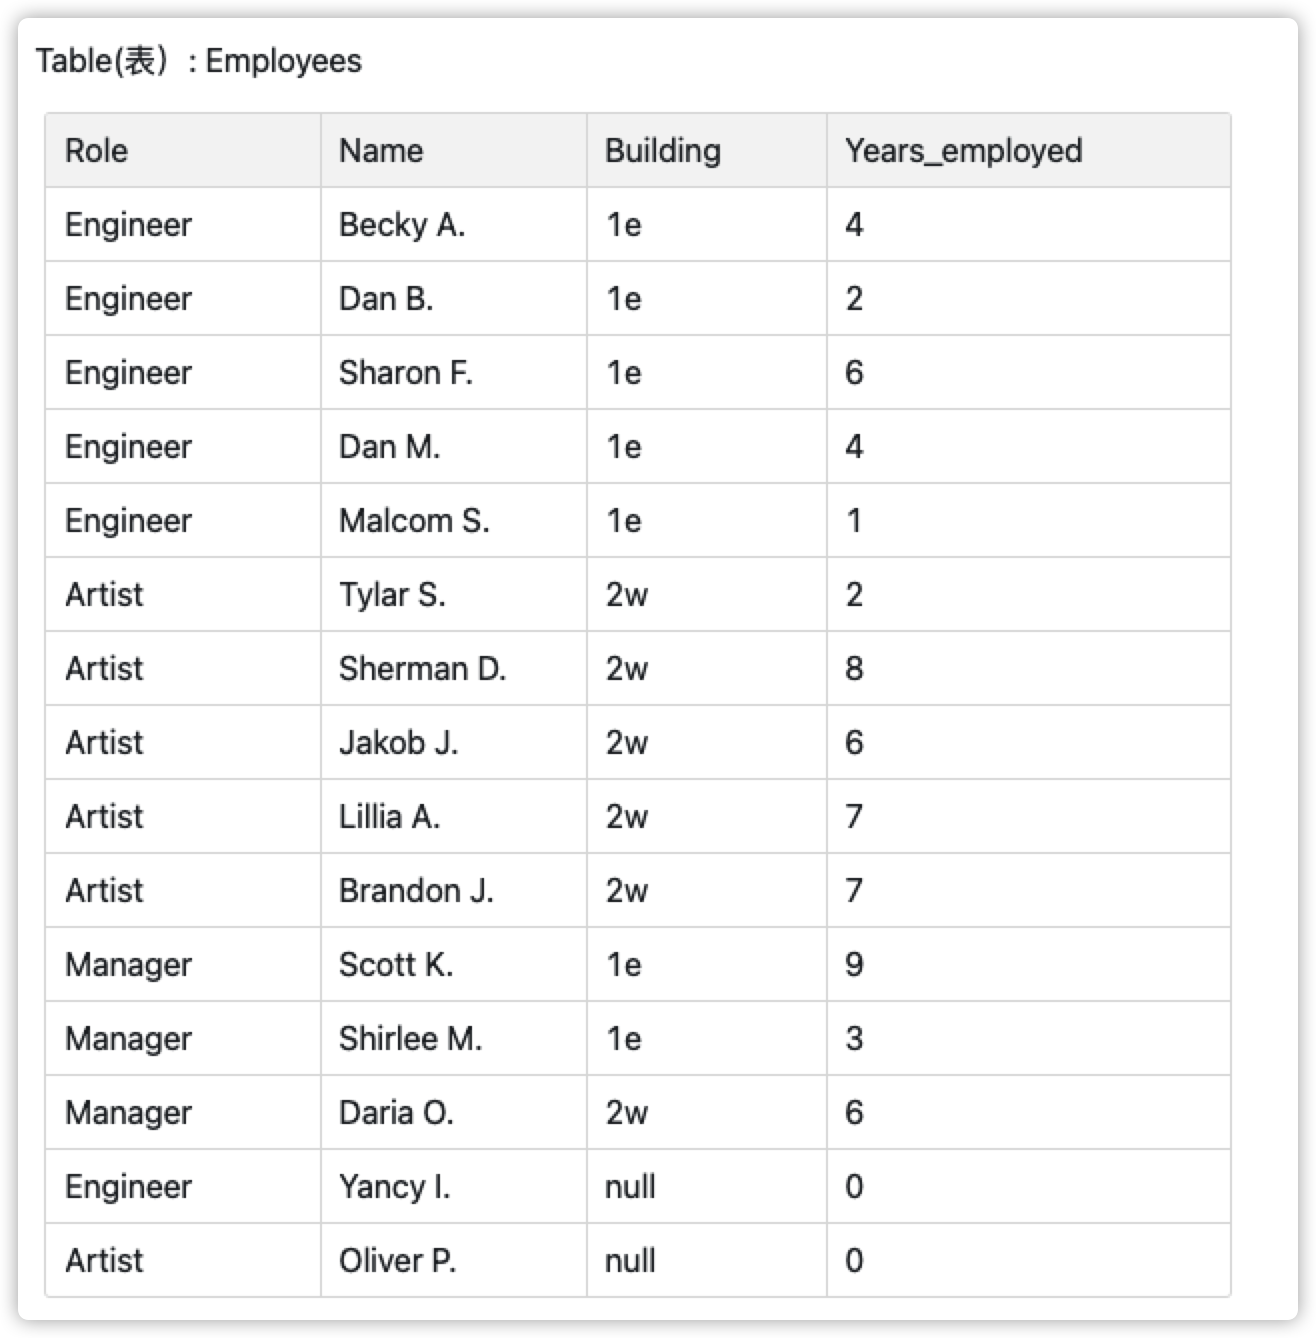 Table(表）: Employees
Role Name Building Years_employed
Engineer Becky A. 1e 4
Engineer Dan B. 1e 2
Engineer Sharon F. 1e 6
Engineer Dan M. 1e 4
Engineer Malcom S. 1e 1
Artist Tylar S. 2w 2
Artist Sherman D. 2w 8
Artist Jakob J. 2w 6
Artist Lillia A. 2w 7
Artist Brandon J. 2w 7
Manager Scott K. 1e 9
Manager Shirlee M. 1e 3
Manager Daria O. 2w 6
Engineer Yancy I. null 0
Artist Oliver P. null 0